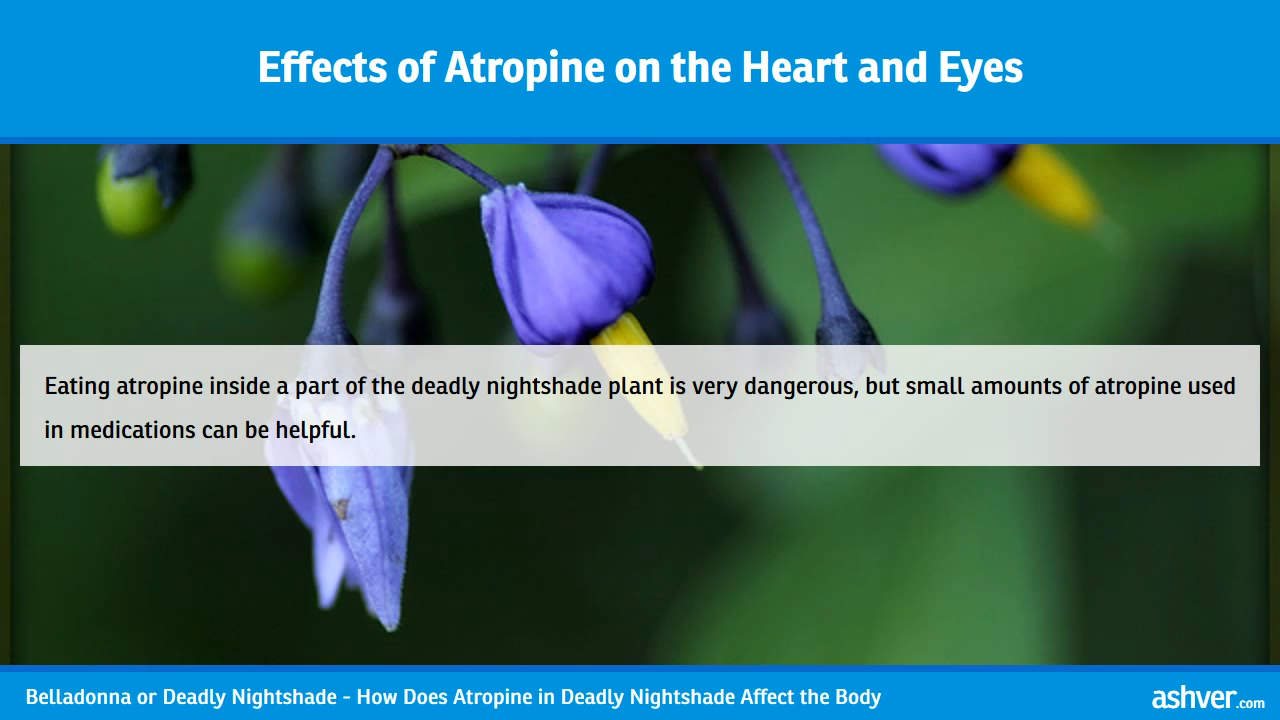 Effects of Atropine on the Heart and Eyes
Eating atropine inside a part of the deadly nightshade plant is very dangerous, but small amounts of atropine used
in medications can be helpful.
Belladonna or Deadly Nightshade - How Does Atropine in Deadly Nightshade Affect the Body
ashver.com